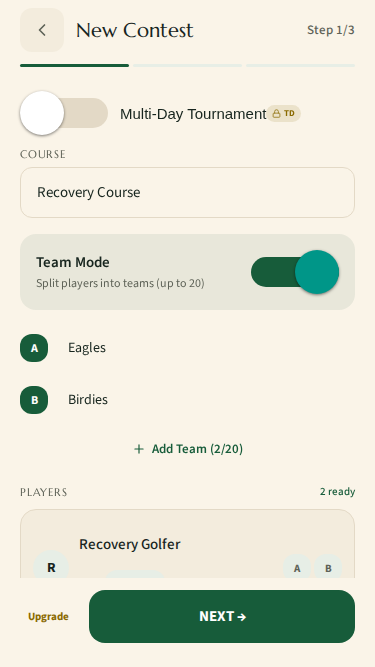 New Contest
Step 1/3
Multi-Day Tournament TD
COURSE
Recovery Course
Team Mode
Split players into teams (up to 20)
A Eagles
B Birdies
+ Add Team (2/20)
PLAYERS
2 ready
Recovery Golfer
R
A B
Upgrade
NEXT →